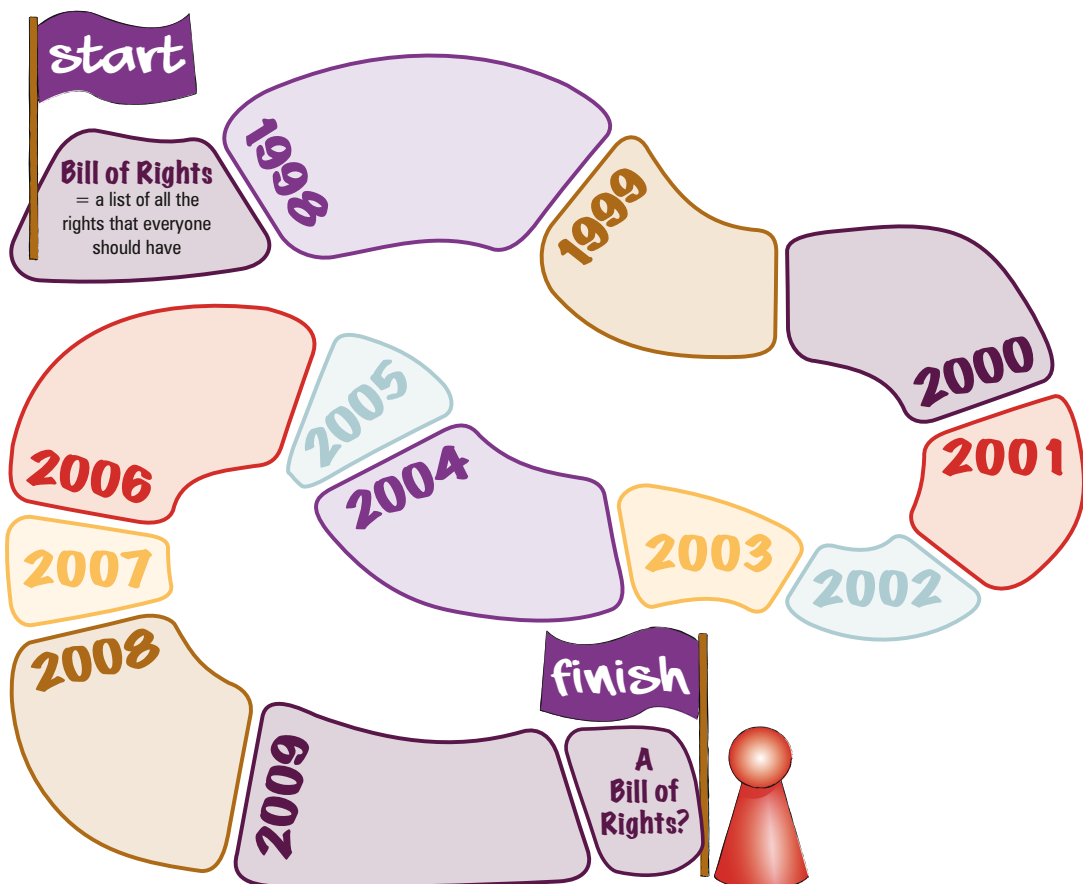 start
Bill of Rights
= a list of all the
rights that everyone
should have
1998
1999
2000
2001
2002
2003
2004
2005
2006
2007
2008
2009
finish
A
Bill of
Rights?